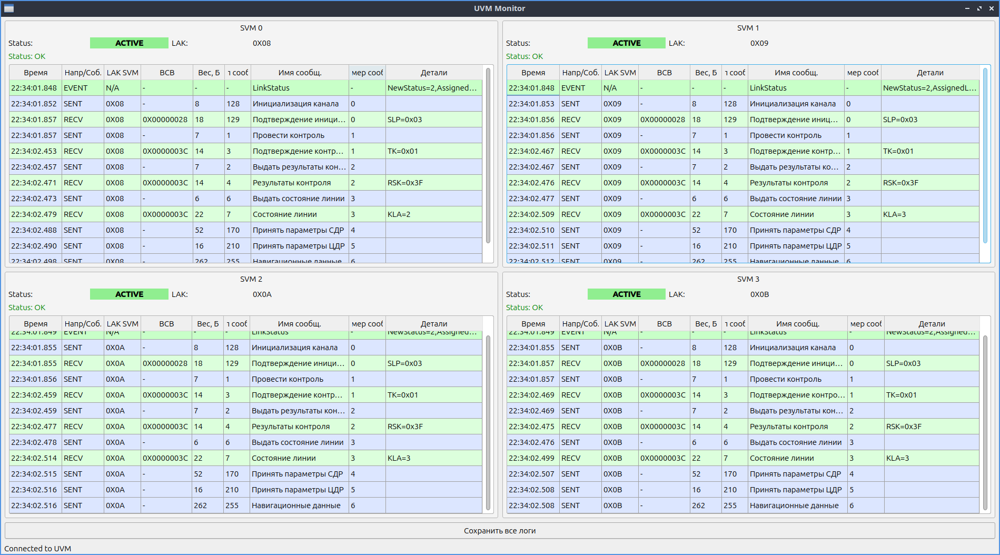 UVM Monitor
SVM 0
Status: ACTIVE LAK: 0X08
Status: OK
Время Напр/Соб. LAK SVM ВСВ Вес, Б п сооб Имя сообщ. мер сооб Детали
22:34:01.848 EVENT N/A - - - LinkStatus - NewStatus=2,Assigned...
22:34:01.852 SENT 0X08 - 8 128 Инициализация канала 0
22:34:01.857 RECV 0X08 0X00000028 18 129 Подтверждение иници... 0 SLP=0x03
22:34:01.857 SENT 0X08 - 7 1 Провести контроль 1
22:34:02.453 RECV 0X08 0X0000003C 14 3 Подтверждение контр... 1 TK=0x01
22:34:02.457 SENT 0X08 - 7 2 Выдать результаты кон... 2
22:34:02.471 RECV 0X08 0X0000003C 14 4 Результаты контроля 2 RSK=0x3F
22:34:02.473 SENT 0X08 - 6 6 Выдать состояние линии 3
22:34:02.479 RECV 0X08 0X0000003C 22 7 Состояние линии 3 KLA=2
22:34:02.488 SENT 0X08 - 52 170 Принять параметры СДР 4
22:34:02.490 SENT 0X08 - 16 210 Принять параметры ЦДР 5
22:34:02.498 SENT 0X08 - 262 255 Навигационные данные 6
SVM 1
Status: ACTIVE LAK: 0X09
Status: OK
Время Напр/Соб. LAK SVM ВСВ Вес, Б п сооб Имя сообщ. мер сооб Детали
22:34:01.848 EVENT N/A - - - LinkStatus - NewStatus=2,AssignedL...
22:34:01.853 SENT 0X09 - 8 128 Инициализация канала 0
22:34:01.856 RECV 0X09 0X00000028 18 129 Подтверждение иниц... 0 SLP=0x03
22:34:01.856 SENT 0X09 - 7 1 Провести контроль 1
22:34:02.467 RECV 0X09 0X0000003C 14 3 Подтверждение контр... 1 TK=0x01
22:34:02.467 SENT 0X09 - 7 2 Выдать результаты ко... 2
22:34:02.476 RECV 0X09 0X0000003C 14 4 Результаты контроля 2 RSK=0x3F
22:34:02.477 SENT 0X09 - 6 6 Выдать состояние линии 3
22:34:02.509 RECV 0X09 0X0000003C 22 7 Состояние линии 3 KLA=3
22:34:02.510 SENT 0X09 - 52 170 Принять параметры СДР 4
22:34:02.511 SENT 0X09 - 16 210 Принять параметры ЦДР 5
22:34:02.512 SENT 0X09 - 262 255 Навигационные данные 6
SVM 2
Status: ACTIVE LAK: 0X0A
Status: OK
Время Напр/Соб. LAK SVM ВСВ Вес, Б п сооб Имя сообщ. мер сооб Детали
22:34:01.849 EVENT N/A - - - LinkStatus - NewStatus=2,Assigned...
22:34:01.855 SENT 0X0A - 8 128 Инициализация канала 0
22:34:01.855 RECV 0X0A 0X00000028 18 129 Подтверждение иници... 0 SLP=0x03
22:34:01.856 SENT 0X0A - 7 1 Провести контроль 1
22:34:02.459 RECV 0X0A 0X0000003C 14 3 Подтверждение контр... 1 TK=0x01
22:34:02.459 SENT 0X0A - 7 2 Выдать результаты кон... 2
22:34:02.477 RECV 0X0A 0X0000003C 14 4 Результаты контроля 2 RSK=0x3F
22:34:02.478 SENT 0X0A - 6 6 Выдать состояние линии 3
22:34:02.514 RECV 0X0A 0X0000003C 22 7 Состояние линии 3 KLA=3
22:34:02.515 SENT 0X0A - 52 170 Принять параметры СДР 4
22:34:02.516 SENT 0X0A - 16 210 Принять параметры ЦДР 5
22:34:02.516 SENT 0X0A - 262 255 Навигационные данные 6
SVM 3
Status: ACTIVE LAK: 0X0B
Status: OK
Время Напр/Соб. LAK SVM ВСВ Вес, Б п сооб Имя сообщ. мер сооб Детали
22:34:01.849 EVENT N/A - - - LinkStatus - NewStatus=2,Assigned...
22:34:01.855 SENT 0X0B - 8 128 Инициализация канала 0
22:34:01.857 RECV 0X0B 0X00000028 18 129 Подтверждение иници... 0 SLP=0x03
22:34:01.857 SENT 0X0B - 7 1 Провести контроль 1
22:34:02.469 RECV 0X0B 0X0000003C 14 3 Подтверждение контро... 1 TK=0x01
22:34:02.469 SENT 0X0B - 7 2 Выдать результаты кон... 2
22:34:02.475 RECV 0X0B 0X0000003C 14 4 Результаты контроля 2 RSK=0x3F
22:34:02.476 SENT 0X0B - 6 6 Выдать состояние линии 3
22:34:02.499 RECV 0X0B 0X0000003C 22 7 Состояние линии 3 KLA=3
22:34:02.507 SENT 0X0B - 52 170 Принять параметры СДР 4
22:34:02.508 SENT 0X0B - 16 210 Принять параметры ЦДР 5
22:34:02.508 SENT 0X0B - 262 255 Навигационные данные 6
Сохранить все логи
Connected to UVM